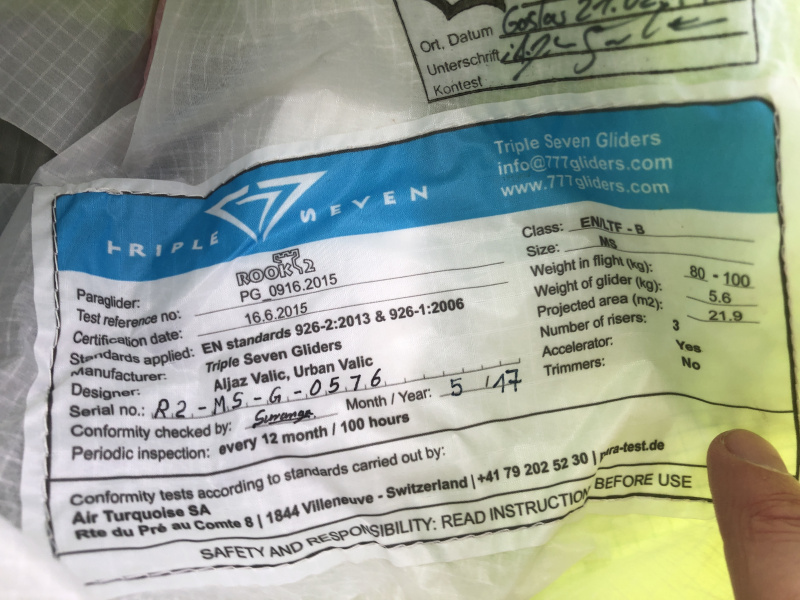 Ort, Datum Goslar
Unterschrift
Kontest
Triple Seven Gliders
info@777gliders.com
www.777gliders.com
TRIPLE SEVEN
Paraglider: ROOK 2
Test reference no: PG_0916.2015
Certification date: 16.6.2015
Standards applied: EN standards 926-2:2013 & 926-1:2006
Manufacturer: Triple Seven Gliders
Designer: Aljaz Valic, Urban Valic
Serial no.: R2-MS-G-0576
Conformity checked by: Month / Year: 5 / 17
Periodic inspection: every 12 month / 100 hours
Class: EN/LTF - B
Size: MS
Weight in flight (kg): 80 - 100
Weight of glider (kg): 5.6
Projected area (m2): 21.9
Number of risers: 3
Accelerator: Yes
Trimmers: No
Conformity tests according to standards carried out by:
Air Turquoise SA
Rte du Pré au Comte 8 | 1844 Villeneuve - Switzerland | +41 79 202 52 30 | para-test.de
SAFETY AND RESPONSIBILITY: READ INSTRUCTION BEFORE USE